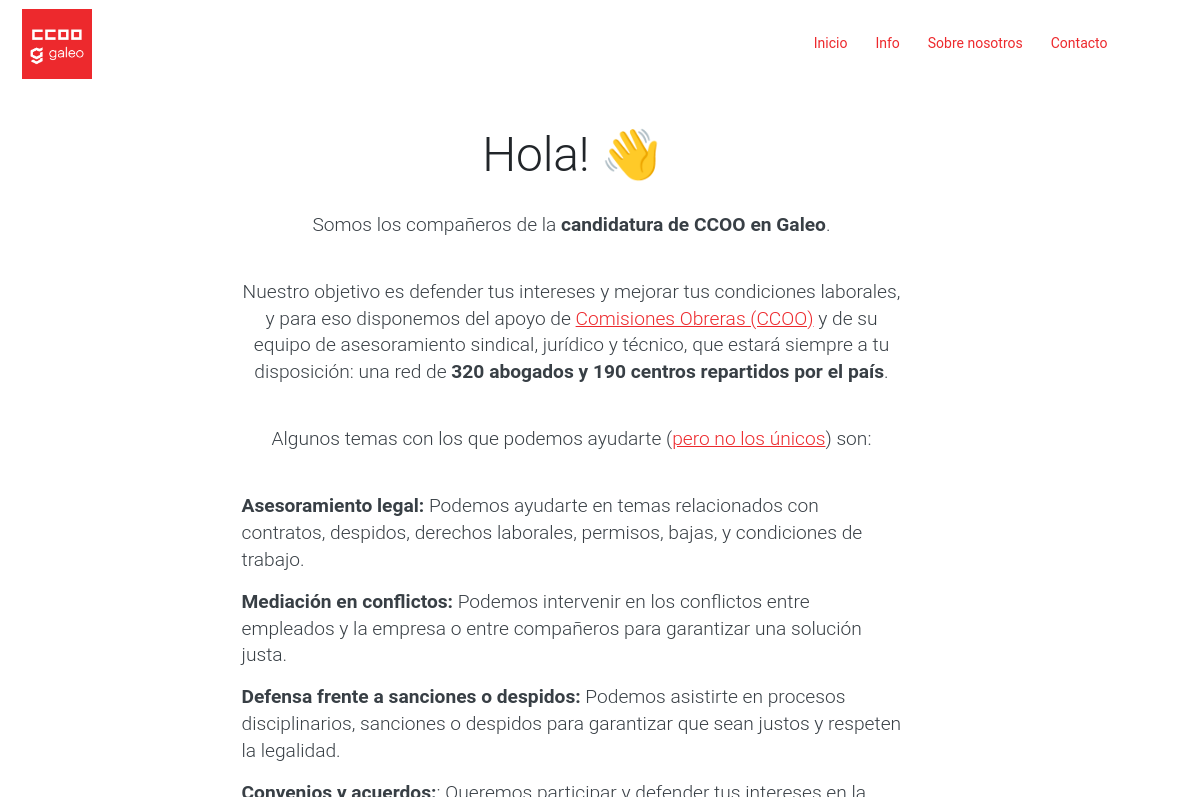 CCOO
galeo
Inicio Info Sobre nosotros Contacto
Hola! 👋
Somos los compañeros de la candidatura de CCOO en Galeo.
Nuestro objetivo es defender tus intereses y mejorar tus condiciones laborales,
y para eso disponemos del apoyo de Comisiones Obreras (CCOO) y de su
equipo de asesoramiento sindical, jurídico y técnico, que estará siempre a tu
disposición: una red de 320 abogados y 190 centros repartidos por el país.
Algunos temas con los que podemos ayudarte (pero no los únicos) son:
Asesoramiento legal: Podemos ayudarte en temas relacionados con
contratos, despidos, derechos laborales, permisos, bajas, y condiciones de
trabajo.
Mediación en conflictos: Podemos intervenir en los conflictos entre
empleados y la empresa o entre compañeros para garantizar una solución
justa.
Defensa frente a sanciones o despidos: Podemos asistirte en procesos
disciplinarios, sanciones o despidos para garantizar que sean justos y respeten
la legalidad.
Convenios y acuerdos:: Queremos participar y defender tus intereses en la